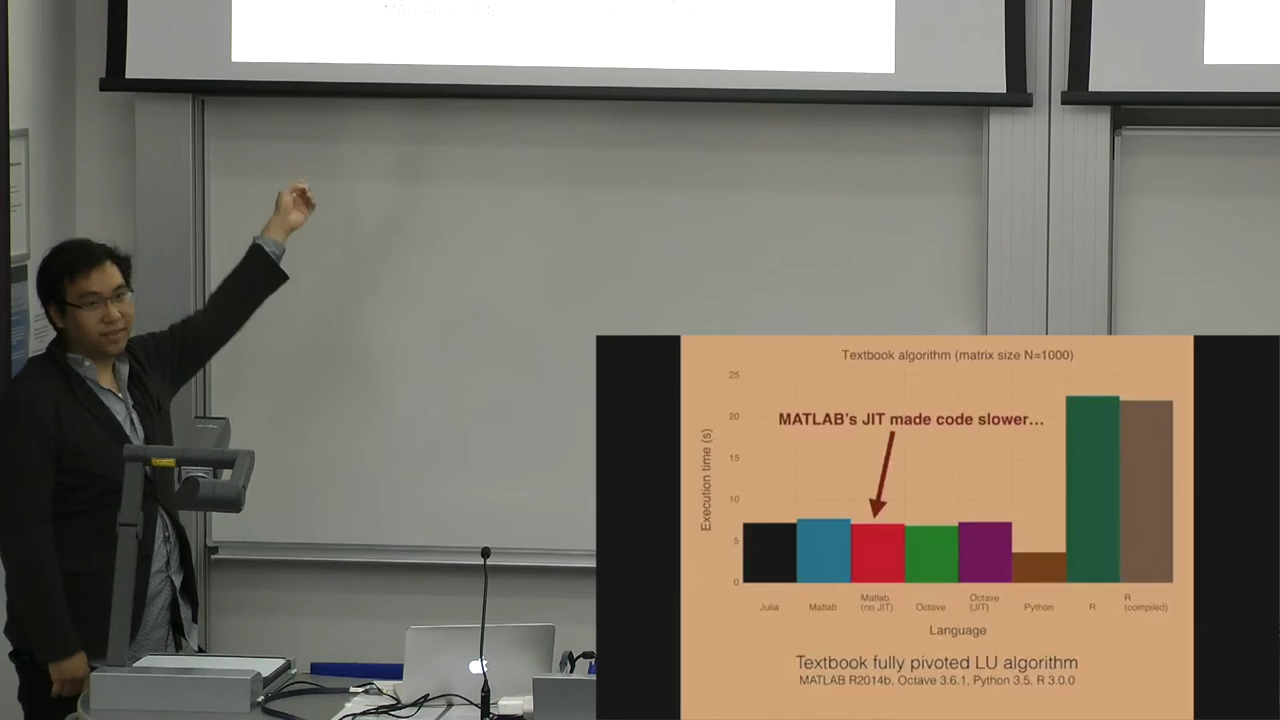 Textbook algorithm (matrix size N=1000)
25
MATLAB's JIT made code slower...
20
15
10
5
0
Execution time (s)
Julia
Matlab
Matlab
(no JIT)
Octave
Octave
(JIT)
Python
R
R
(compiled)
Language
Textbook fully pivoted LU algorithm
MATLAB R2014b, Octave 3.6.1, Python 3.5, R 3.0.0